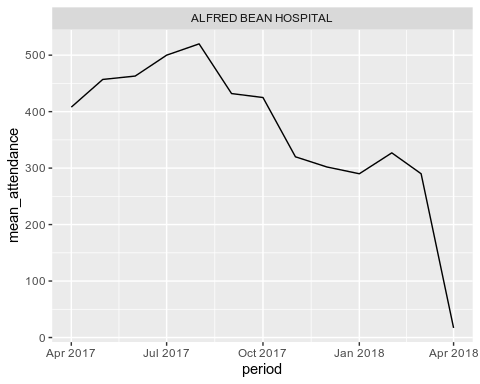 ALFRED BEAN HOSPITAL
500
400
300
200
100
0
mean_attendance
Apr 2017
Jul 2017
Oct 2017
Jan 2018
Apr 2018
period